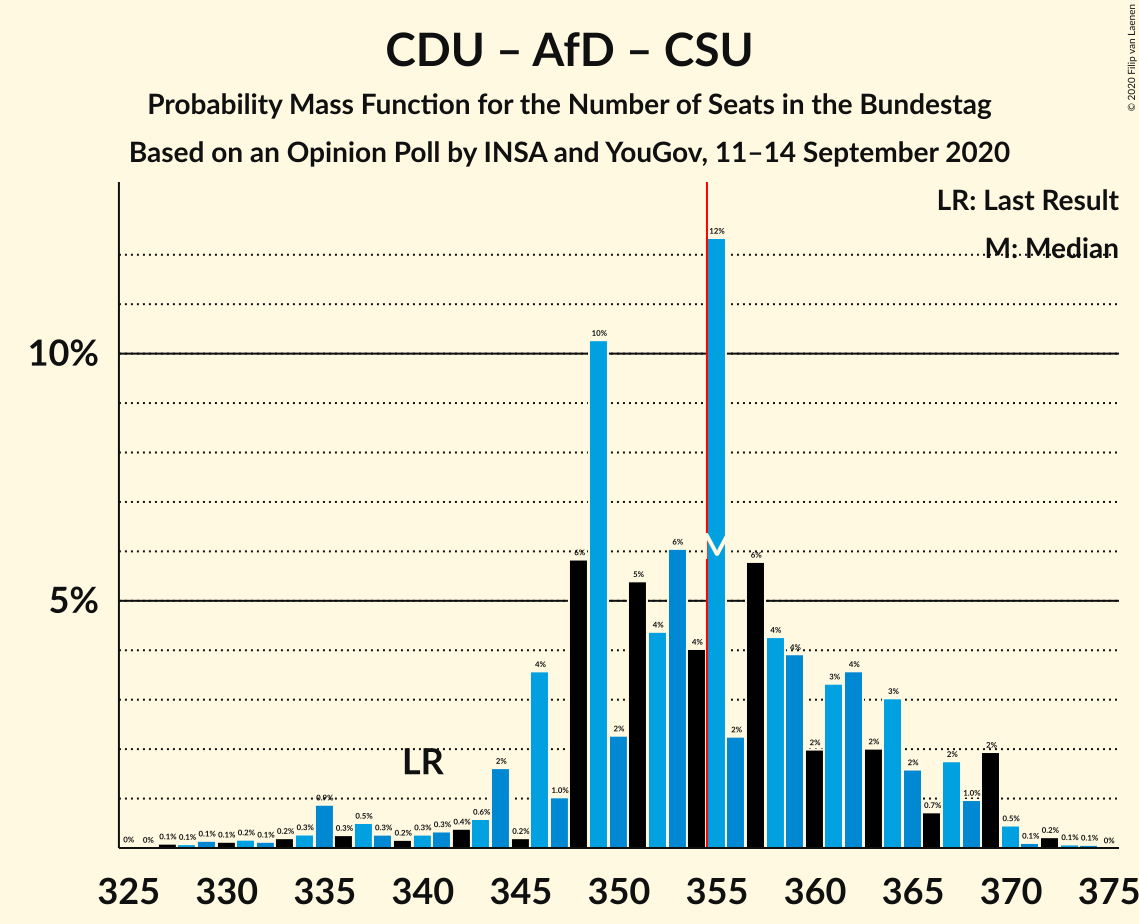 CDU – AfD – CSU
Probability Mass Function for the Number of Seats in the Bundestag
Based on an Opinion Poll by INSA and YouGov, 11–14 September 2020
© 2020 Filip van Laenen
LR: Last Result
M: Median
10%
5%
LR
M
0% 0% 0.1% 0.1% 0.1% 0.1% 0.2% 0.1% 0.2% 0.3% 0.9% 0.3% 0.5% 0.3% 0.2% 0.3% 0.3% 0.4% 0.6% 2% 0.2% 4% 1.0% 6% 10% 2% 5% 4% 6% 4% 12% 2% 6% 4% 4% 2% 3% 4% 2% 3% 2% 0.7% 2% 1.0% 2% 0.5% 0.1% 0.2% 0.1% 0.1% 0%
325 330 335 340 345 350 355 360 365 370 375